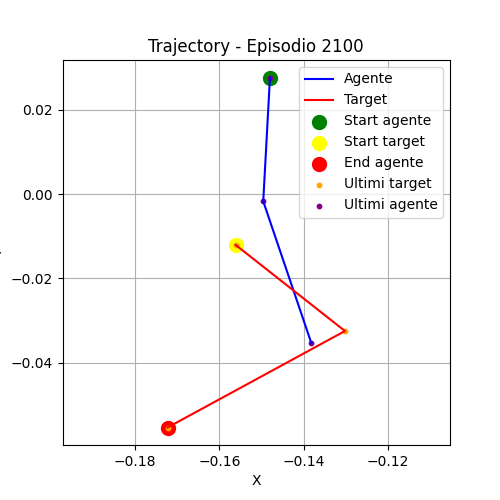 Trajectory - Episodio 2100
Agente
Target
Start agente
Start target
End agente
Ultimi target
Ultimi agente
0.02
0.00
−0.02
−0.04
−0.18
−0.16
−0.14
−0.12
X